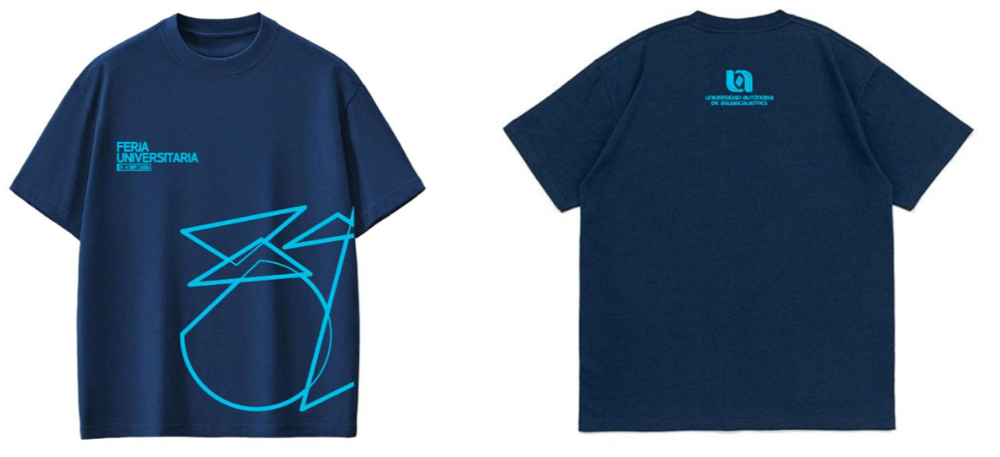 FERIA
UNIVERSITARIA
UNIVERSIDAD AUTÓNOMA
DE AGUASCALIENTES